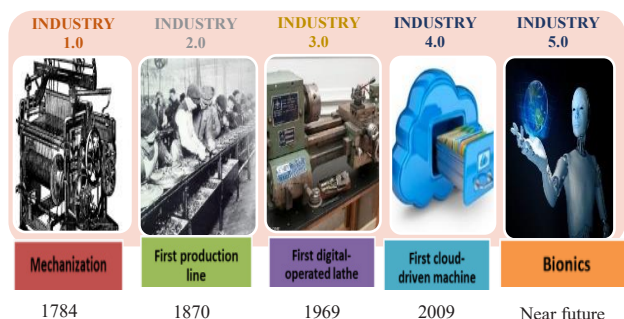 INDUSTRY
1.0
INDUSTRY
2.0
INDUSTRY
3.0
INDUSTRY
4.0
INDUSTRY
5.0
Mechanization
First production
line
First digital-
operated lathe
First cloud-
driven machine
Bionics
1784
1870
1969
2009
Near future